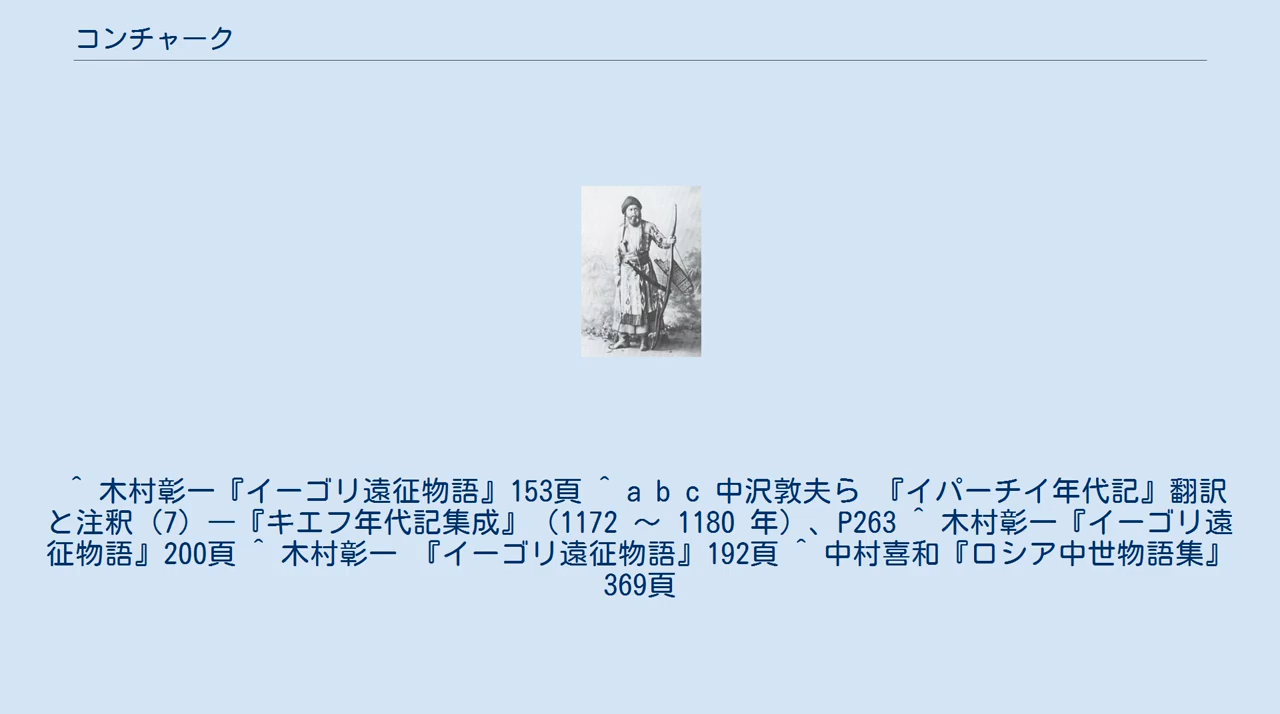 コンチャーク
^ 木村彰一『イーゴリ遠征物語』153頁 ^ a b c 中沢敦夫ら 『イパーチイ年代記』翻訳
と注釈（7）―『キエフ年代記集成』（1172 ～ 1180 年）、P263 ^ 木村彰一『イーゴリ遠
征物語』200頁 ^ 木村彰一 『イーゴリ遠征物語』192頁 ^ 中村喜和『ロシア中世物語集』
369頁